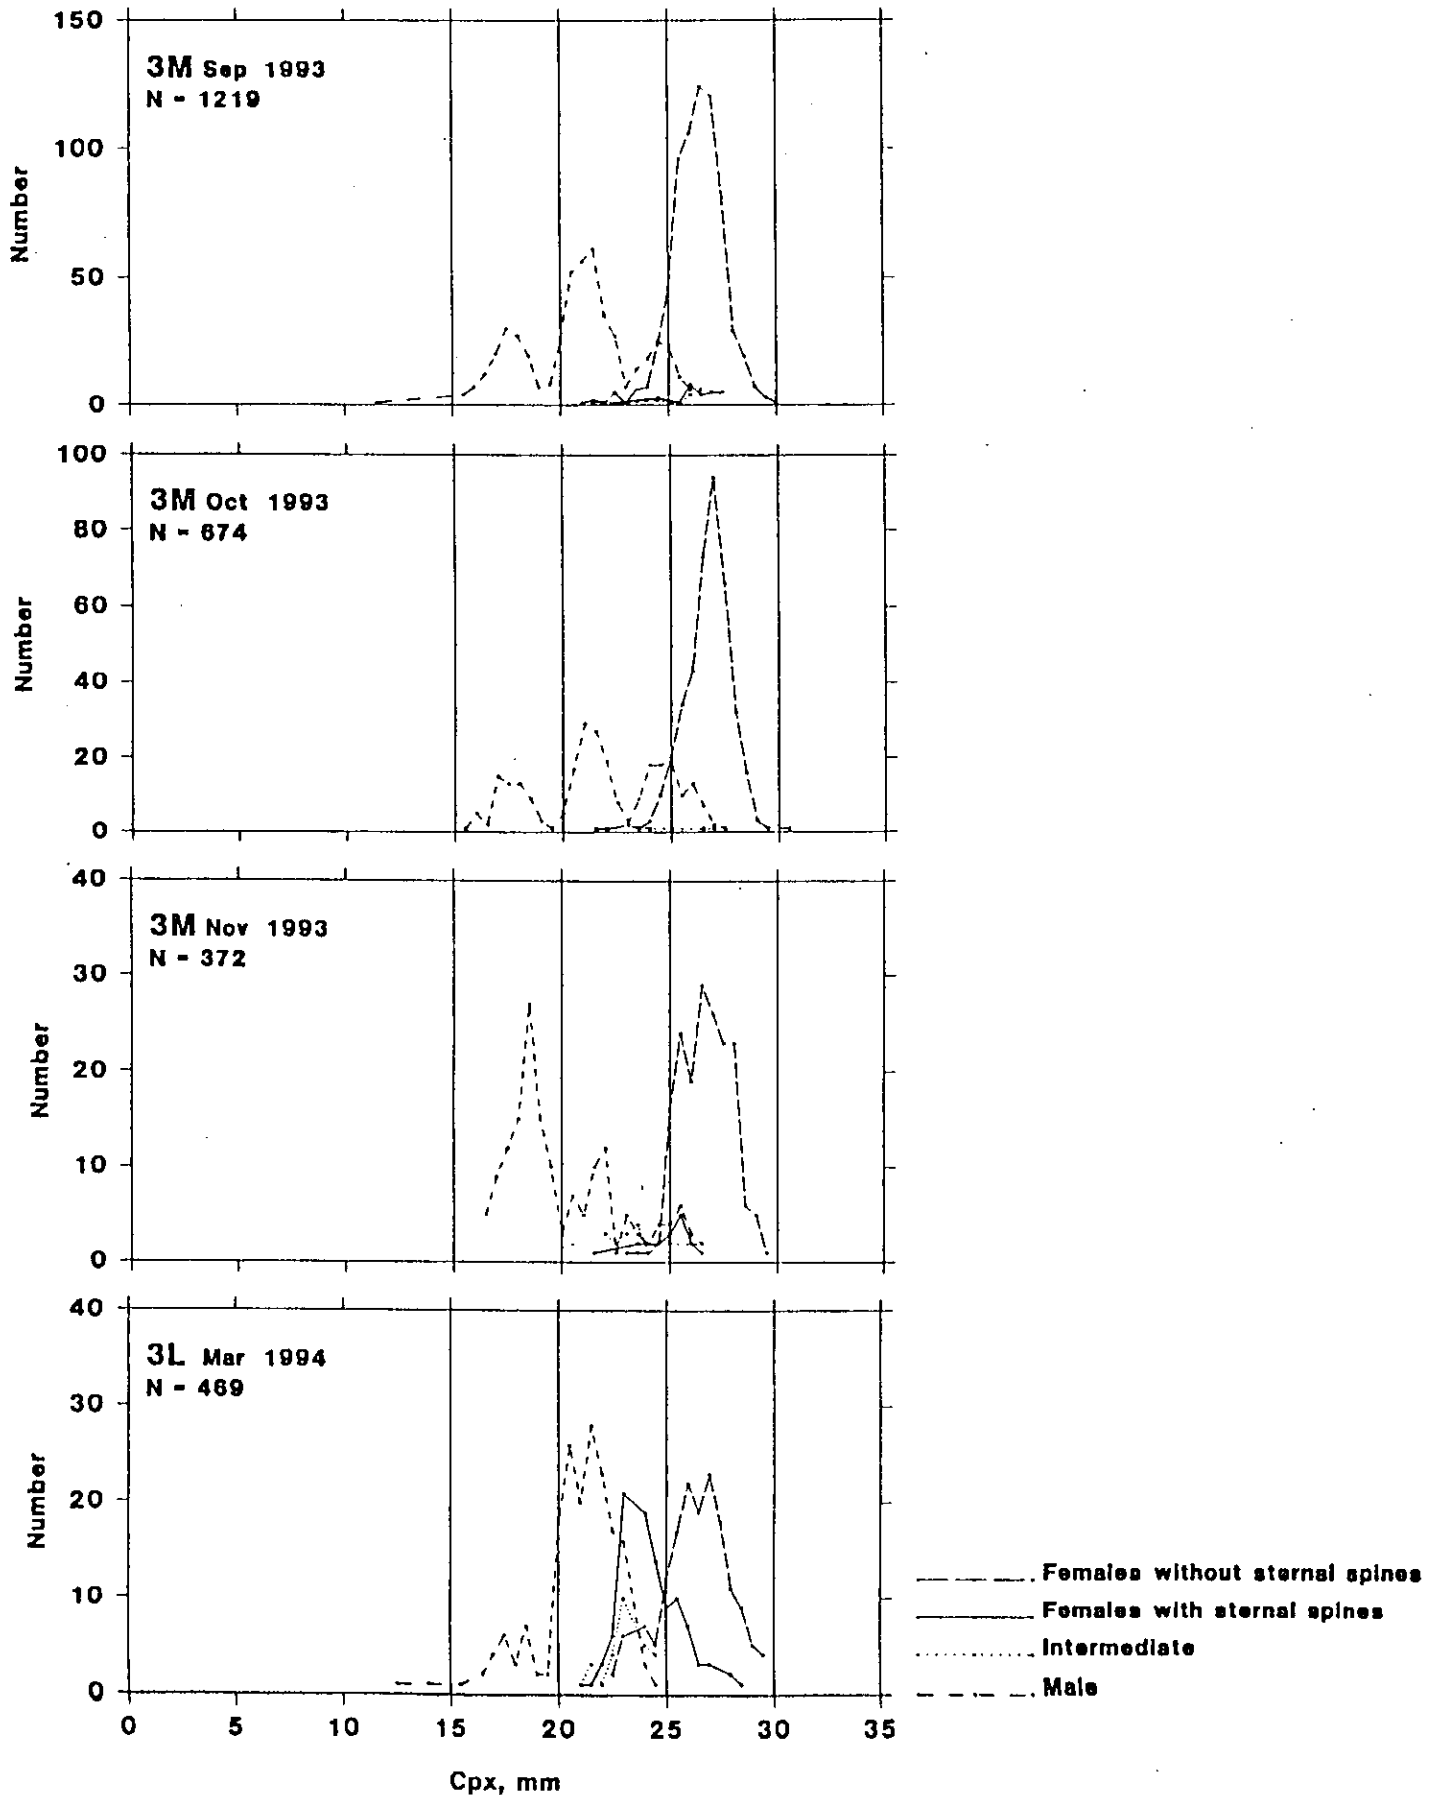 150
3M Sep 1993
N - 1219
100
Number
50
0
100
3M Oct 1993
N - 674
80
60
Number
40
20
0
40
3M Nov 1993
N - 372
30
Number
20
10
0
40
3L Mar 1994
N - 469
30
Number
20
10
0
0 5 10 15 20 25 30 35
Cpx, mm
Females without sternal spines
Females with sternal spines
Intermediate
Male